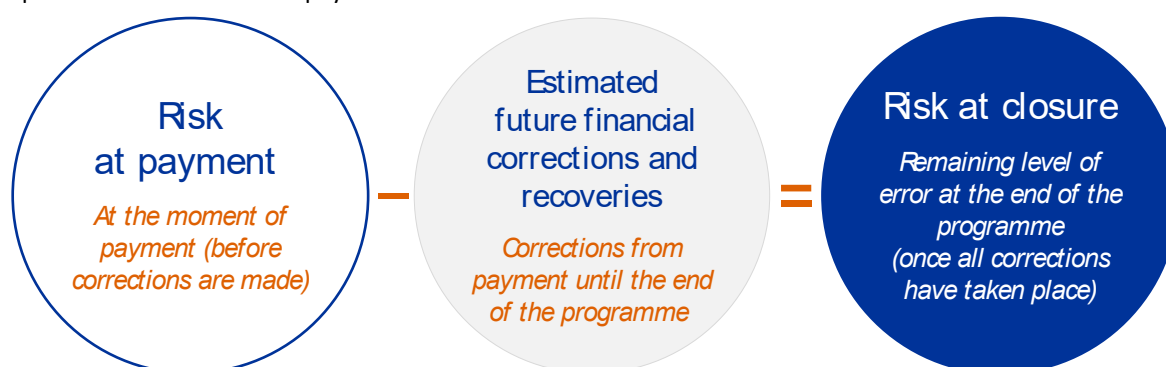 Risk
at payment
At the moment of
payment (before
corrections are made)
–
Estimated
future financial
corrections and
recoveries
Corrections from
payment until the end
of the programme
=
Risk at closure
Remaining level of
error at the end of the
programme
(once all corrections
have taken place)